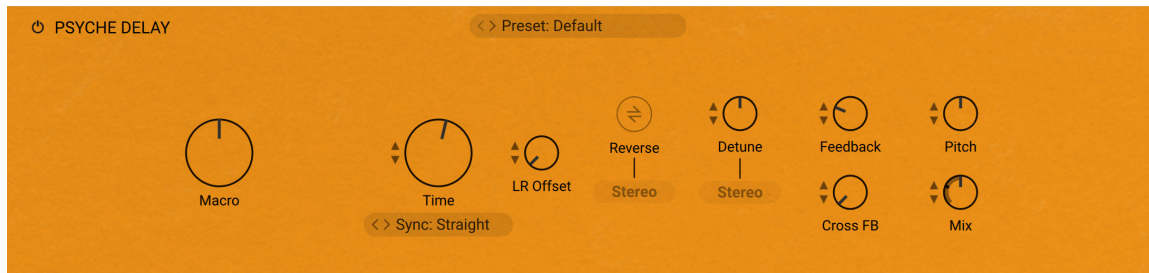 PSYCHE DELAY
Preset: Default
Reverse
Detune
Feedback
Pitch
LR Offset
Macro
Time
Stereo
Stereo
Sync: Straight
Cross FB
Mix